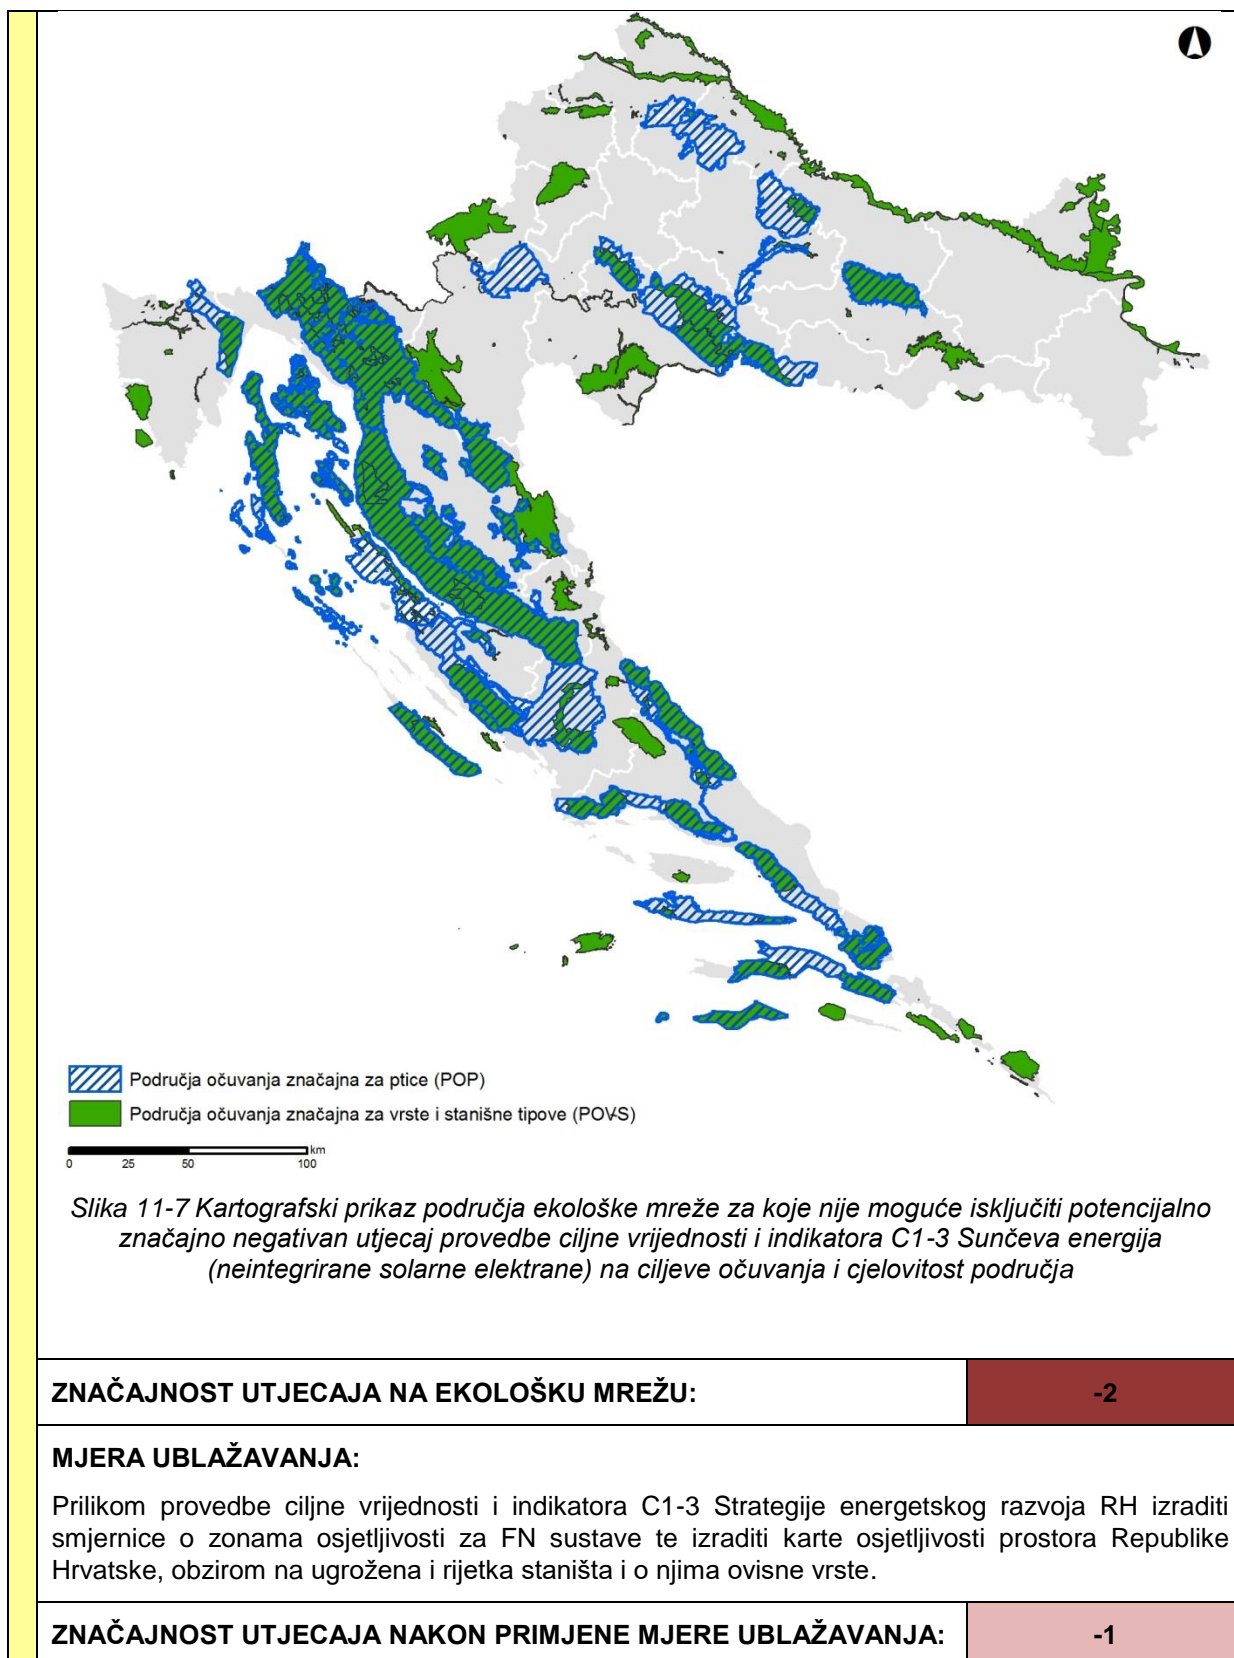 Područja očuvanja značajna za ptice (POP)
Područja očuvanja značajna za vrste i stanišne tipove (POVS)
km
0 25 50 100
Slika 11-7 Kartografski prikaz područja ekološke mreže za koje nije moguće isključiti potencijalno
značajno negativan utjecaj provedbe ciljne vrijednosti i indikatora C1-3 Sunčeva energija
(neintegrirane solarne elektrane) na ciljeve očuvanja i cjelovitost područja
ZNAČAJNOST UTJECAJA NA EKOLOŠKU MREŽU: -2
MJERA UBLAŽAVANJA:
Prilikom provedbe ciljne vrijednosti i indikatora C1-3 Strategije energetskog razvoja RH izraditi
smjernice o zonama osjetljivosti za FN sustave te izraditi karte osjetljivosti prostora Republike
Hrvatske, obzirom na ugrožena i rijetka staništa i o njima ovisne vrste.
ZNAČAJNOST UTJECAJA NAKON PRIMJENE MJERE UBLAŽAVANJA: -1